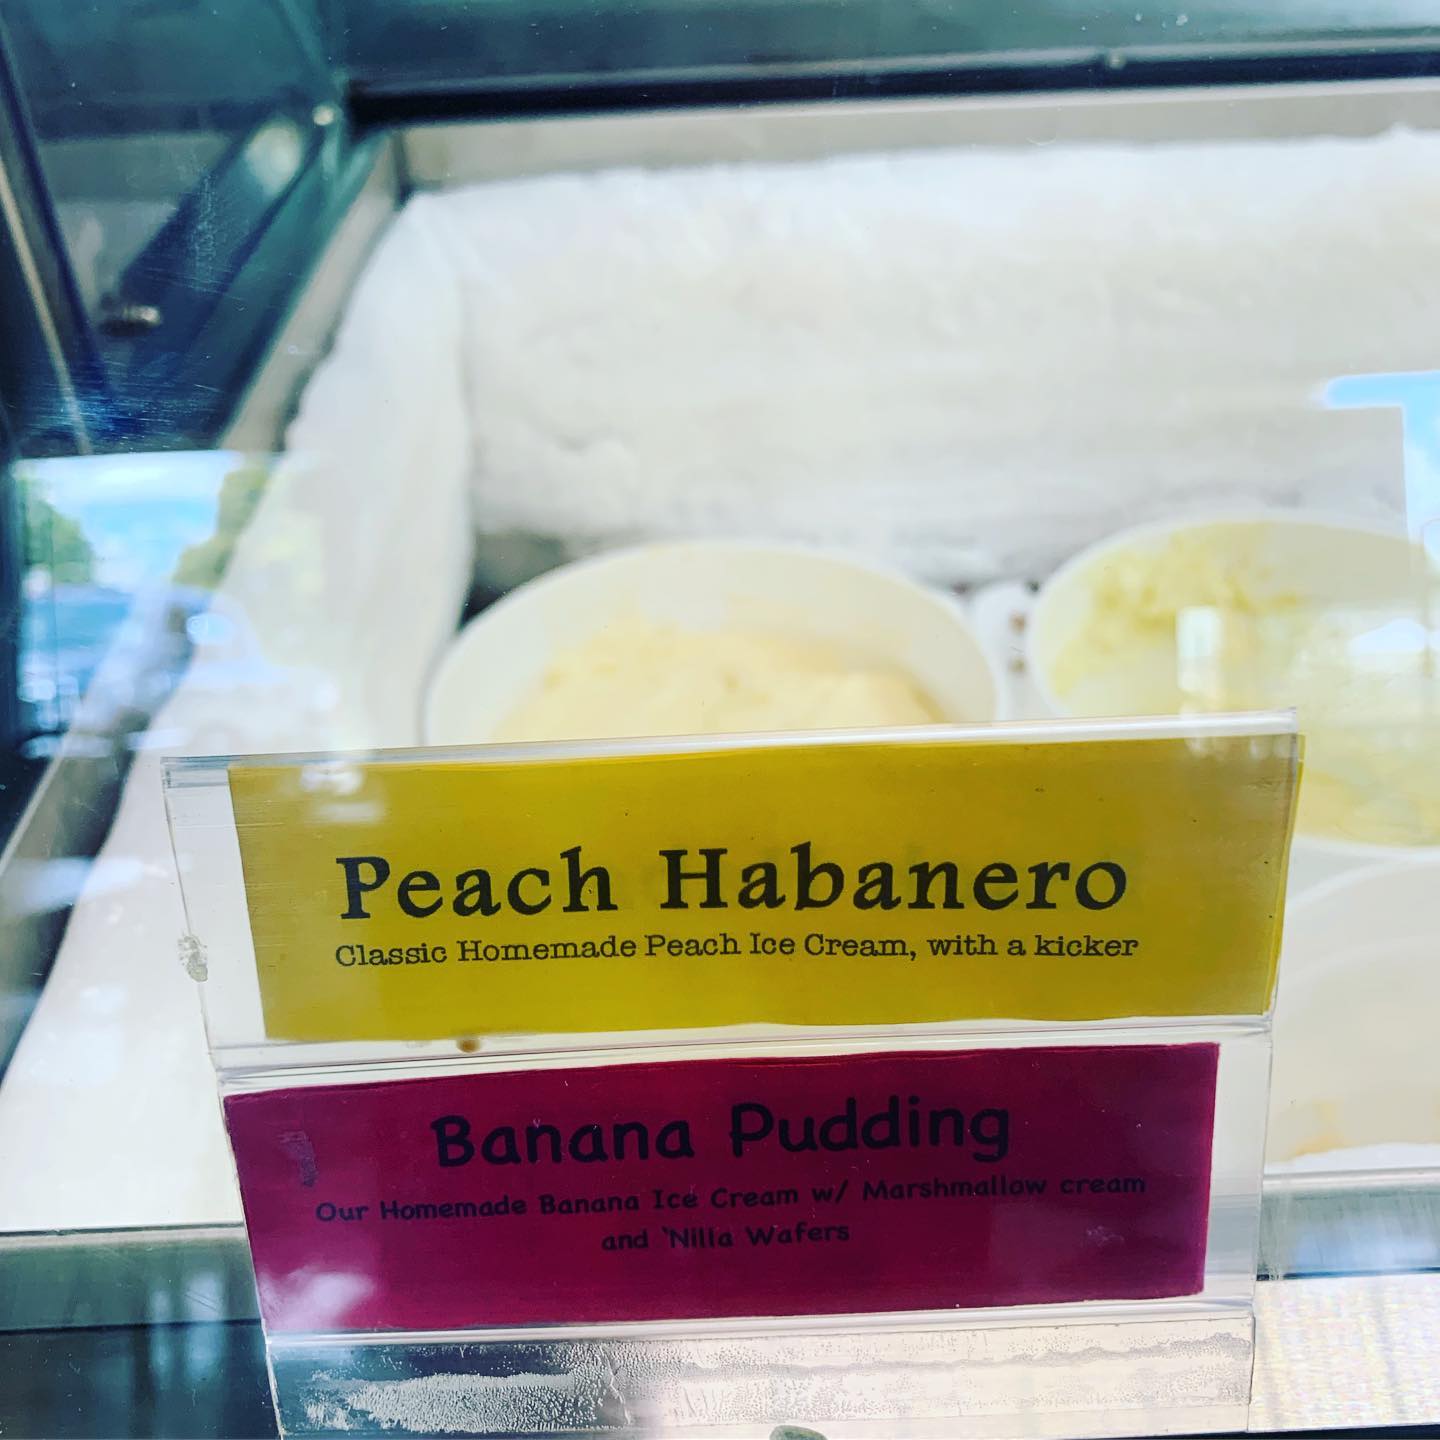 Peach Habanero
Classic Homemade Peach Ice Cream, with a kicker
Banana Pudding
Our Homemade Banana Ice Cream w/ Marshmallow cream
and 'Nilla Wafers